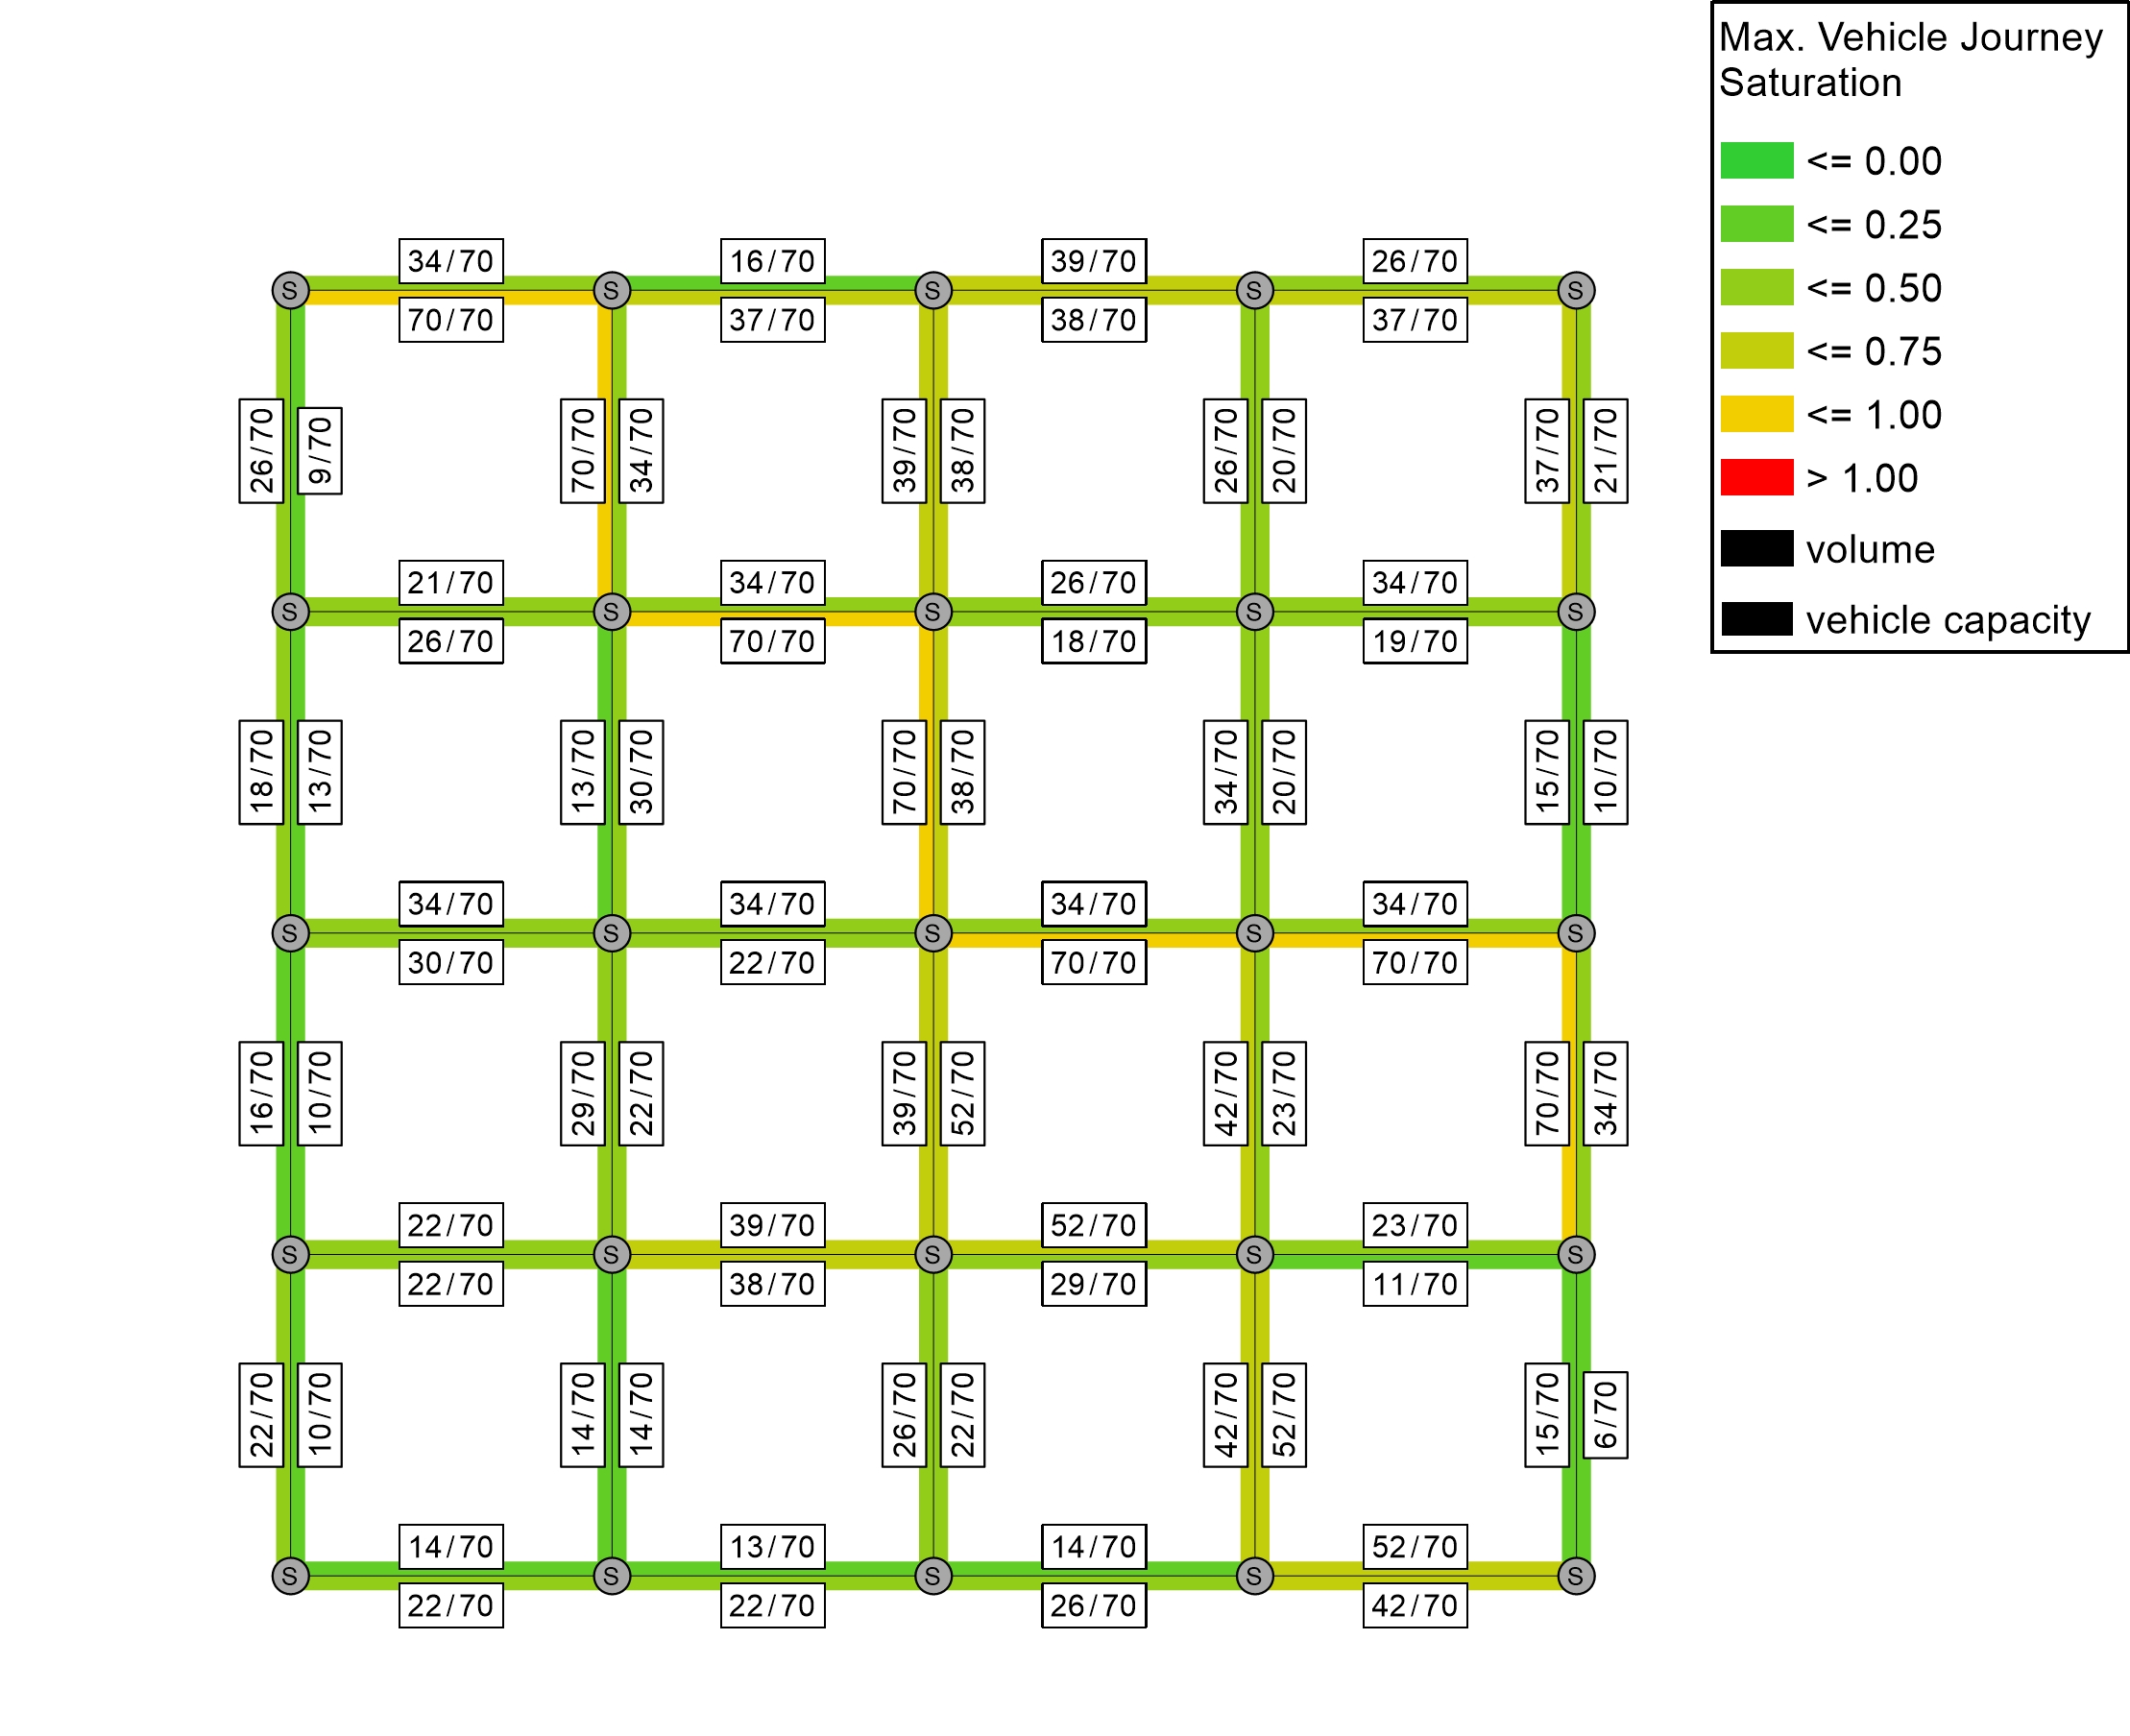 Max. Vehicle Journey
Saturation
<= 0.00
<= 0.25
<= 0.50
<= 0.75
<= 1.00
> 1.00
volume
vehicle capacity
34/70 16/70 39/70 26/70
S S S S S
70/70 37/70 38/70 37/70
26/70 9/70 70/70 34/70 39/70 38/70 26/70 20/70 37/70 21/70
21/70 34/70 26/70 34/70
S S S S S
26/70 70/70 18/70 19/70
18/70 13/70 13/70 30/70 70/70 38/70 34/70 20/70 15/70 10/70
34/70 34/70 34/70 34/70
S S S S S
30/70 22/70 70/70 70/70
16/70 10/70 29/70 22/70 39/70 52/70 42/70 23/70 70/70 34/70
22/70 39/70 52/70 23/70
S S S S S
22/70 38/70 29/70 11/70
22/70 10/70 14/70 14/70 26/70 22/70 42/70 52/70 15/70 6/70
14/70 13/70 14/70 52/70
S S S S S
22/70 22/70 26/70 42/70